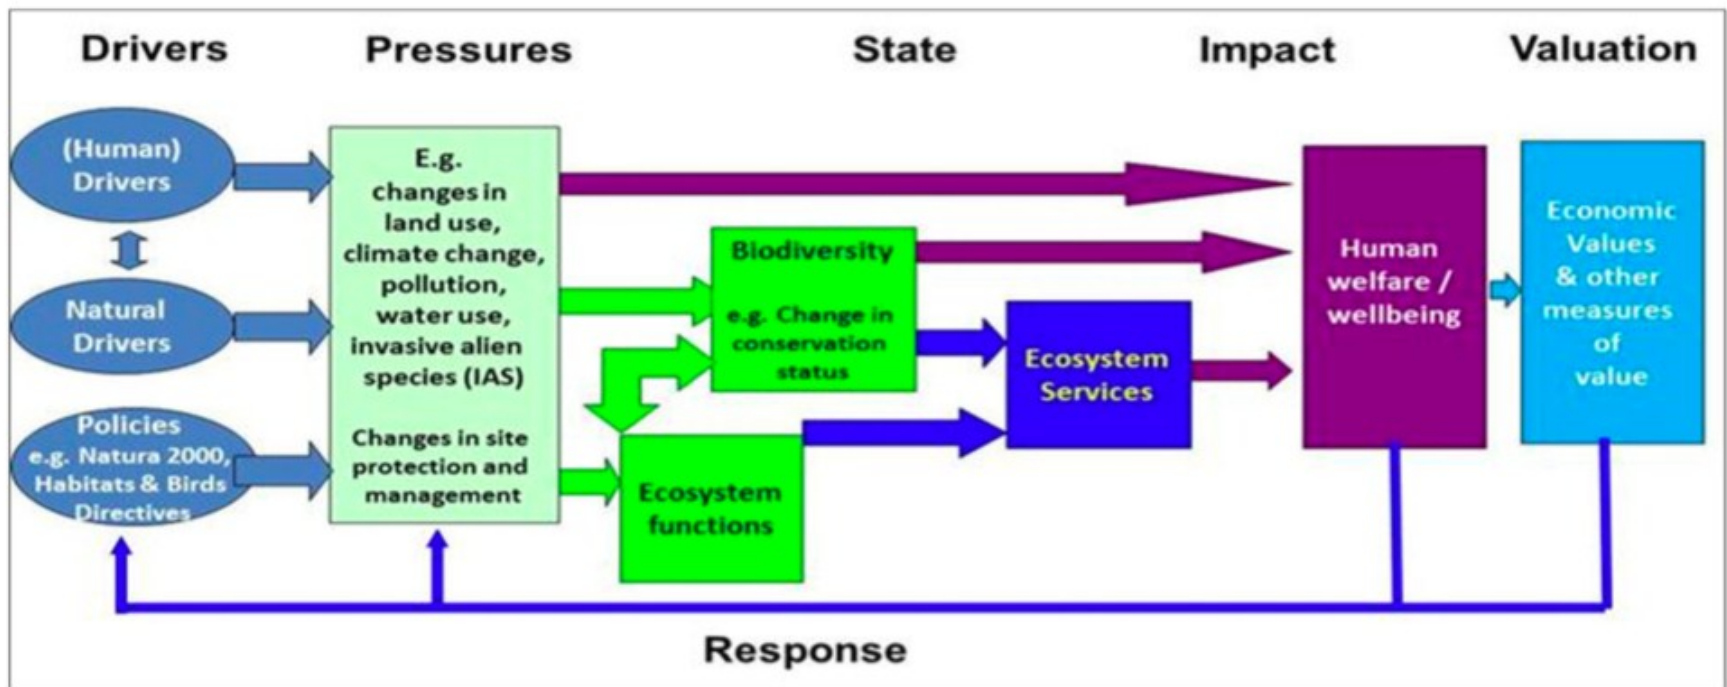 Drivers
Pressures
State
Impact
Valuation
(Human)
Drivers
Natural
Drivers
Policies
e.g. Natura 2000,
Habitats & Birds
Directives
E.g.
changes in
land use,
climate change,
pollution,
water use,
invasive alien
species (IAS)
Changes in site
protection and
management
Biodiversity
e.g. Change in
conservation
status
Ecosystem
functions
Ecosystem
Services
Human
welfare /
wellbeing
Economic
Values
& other
measures
of
value
Response